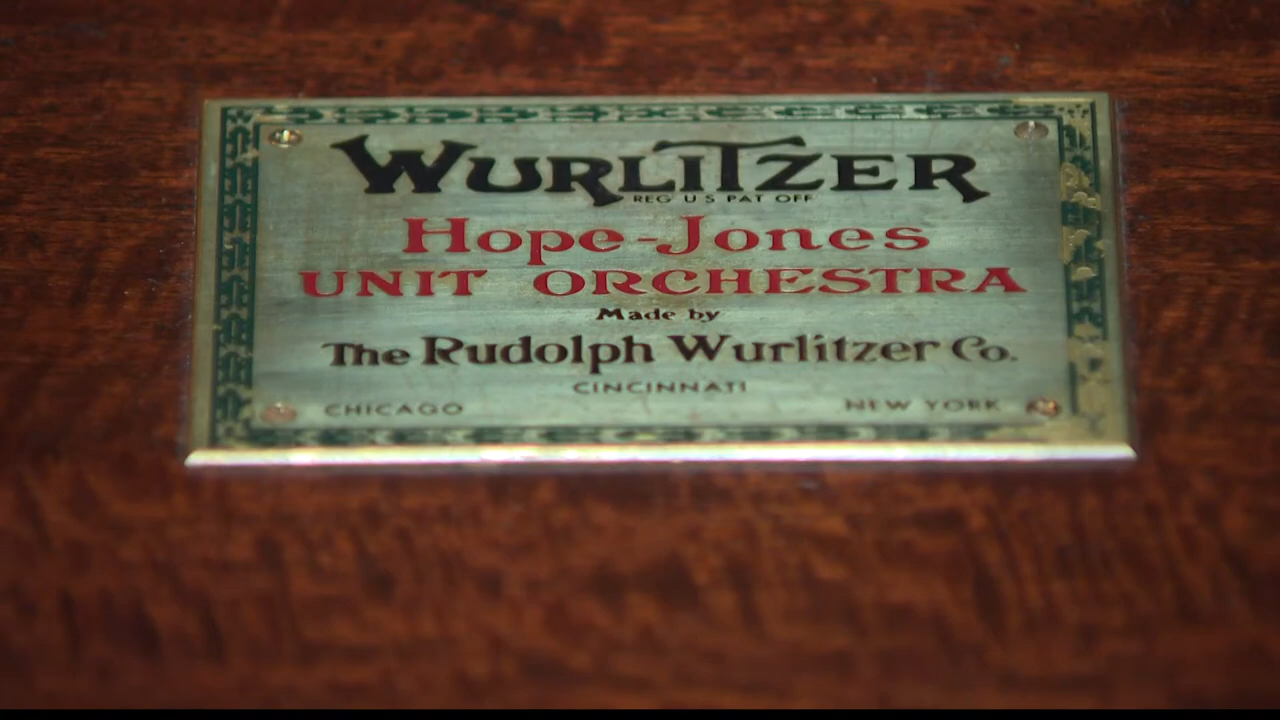 WURLITZER
REG U S PAT OFF
Hope-Jones
UNIT ORCHESTRA
Made by
The Rudolph Wurlitzer Co.
CINCINNATI
CHICAGO NEW YORK